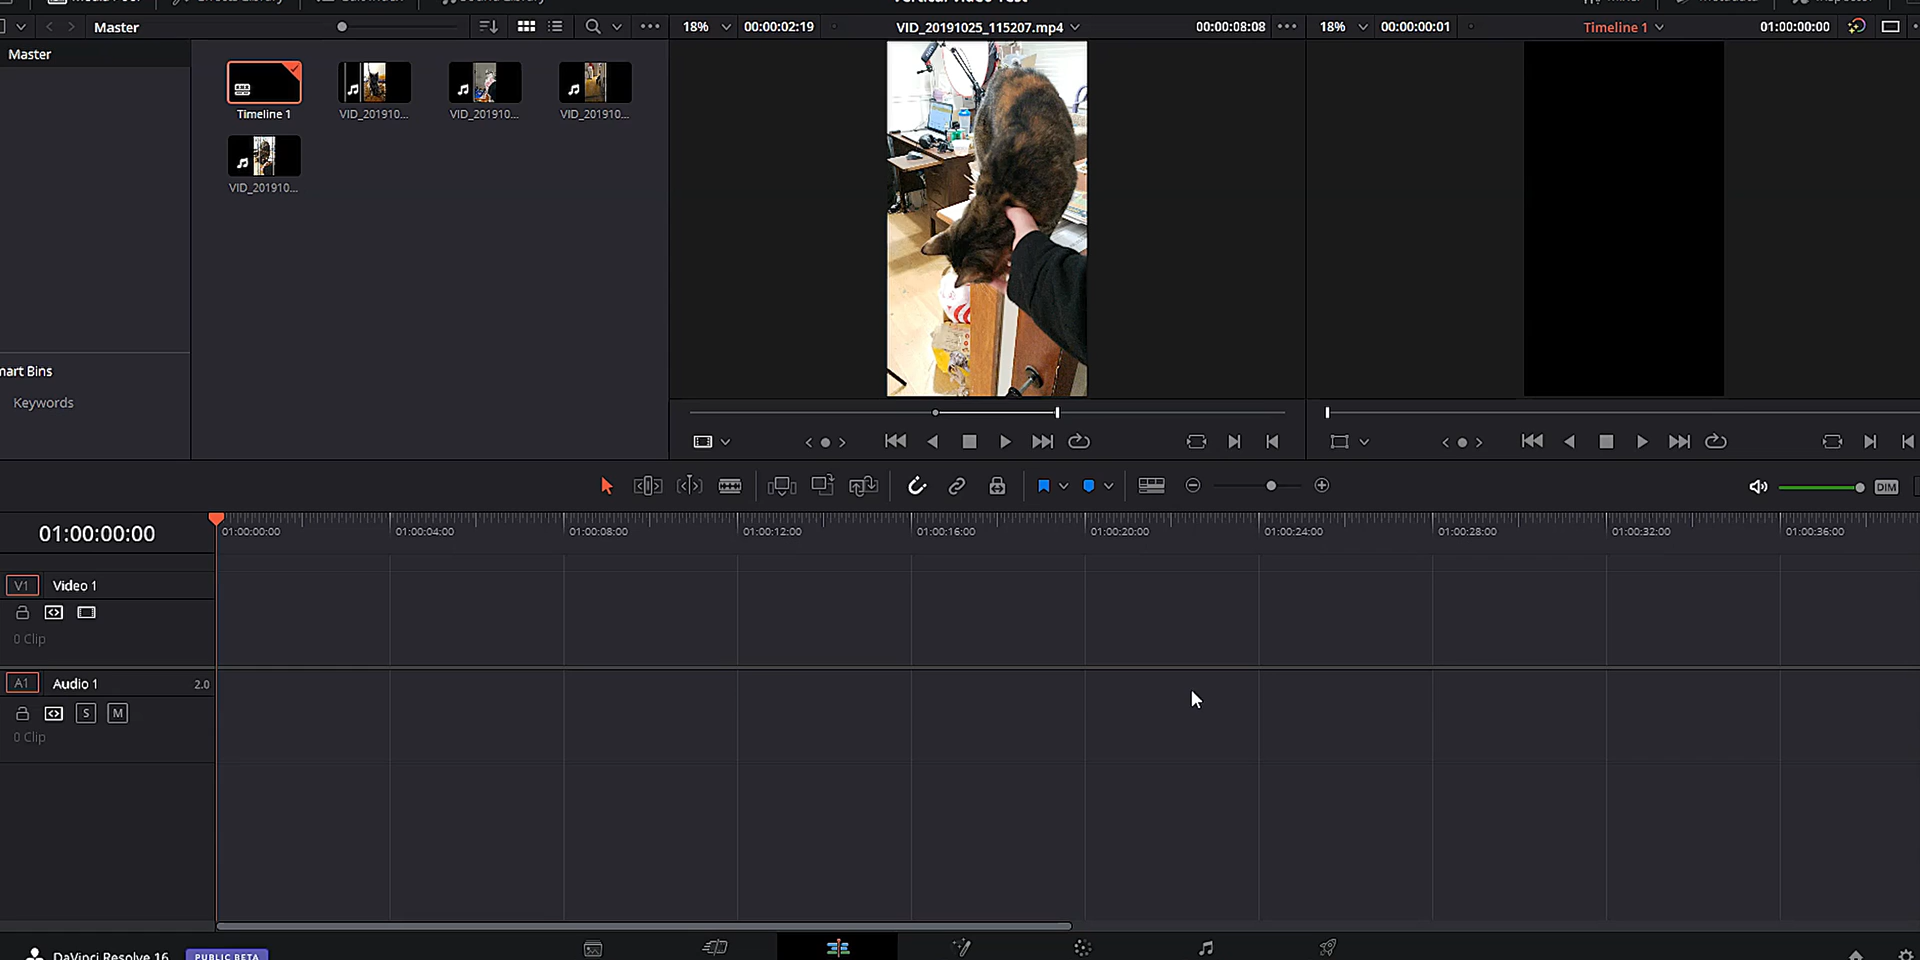 Vertical Video Test
Master
18%
00:00:02:19
VID_20191025_115207.mp4
00:00:08:08
18%
00:00:00:01
Timeline 1
01:00:00:00
Master
Timeline 1
VID_201910...
VID_201910...
VID_201910...
VID_201910...
mart Bins
Keywords
DIM
01:00:00:00
01:00:00:00
01:00:04:00
01:00:08:00
01:00:12:00
01:00:16:00
01:00:20:00
01:00:24:00
01:00:28:00
01:00:32:00
01:00:36:00
V1
Video 1
0 Clip
A1
Audio 1
2.0
S
M
0 Clip
DaVinci Resolve 16
PUBLIC BETA